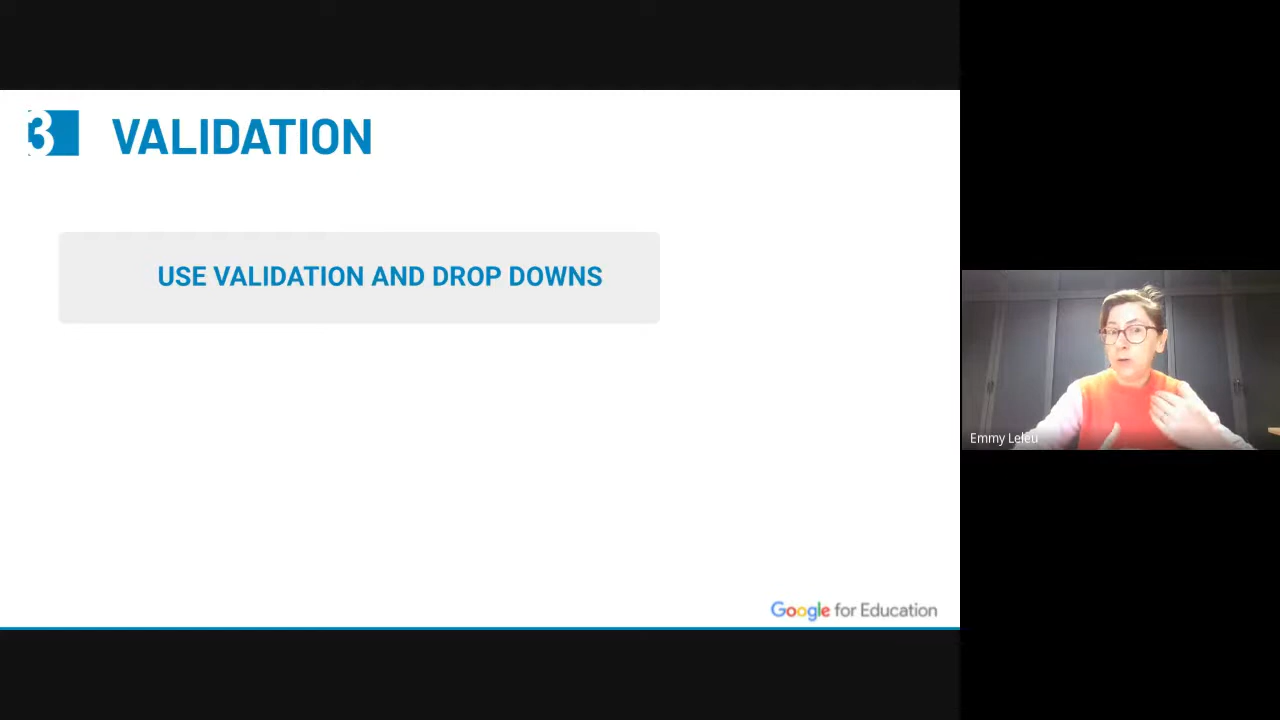 3 VALIDATION
USE VALIDATION AND DROP DOWNS
Emmy Leleu
Google for Education